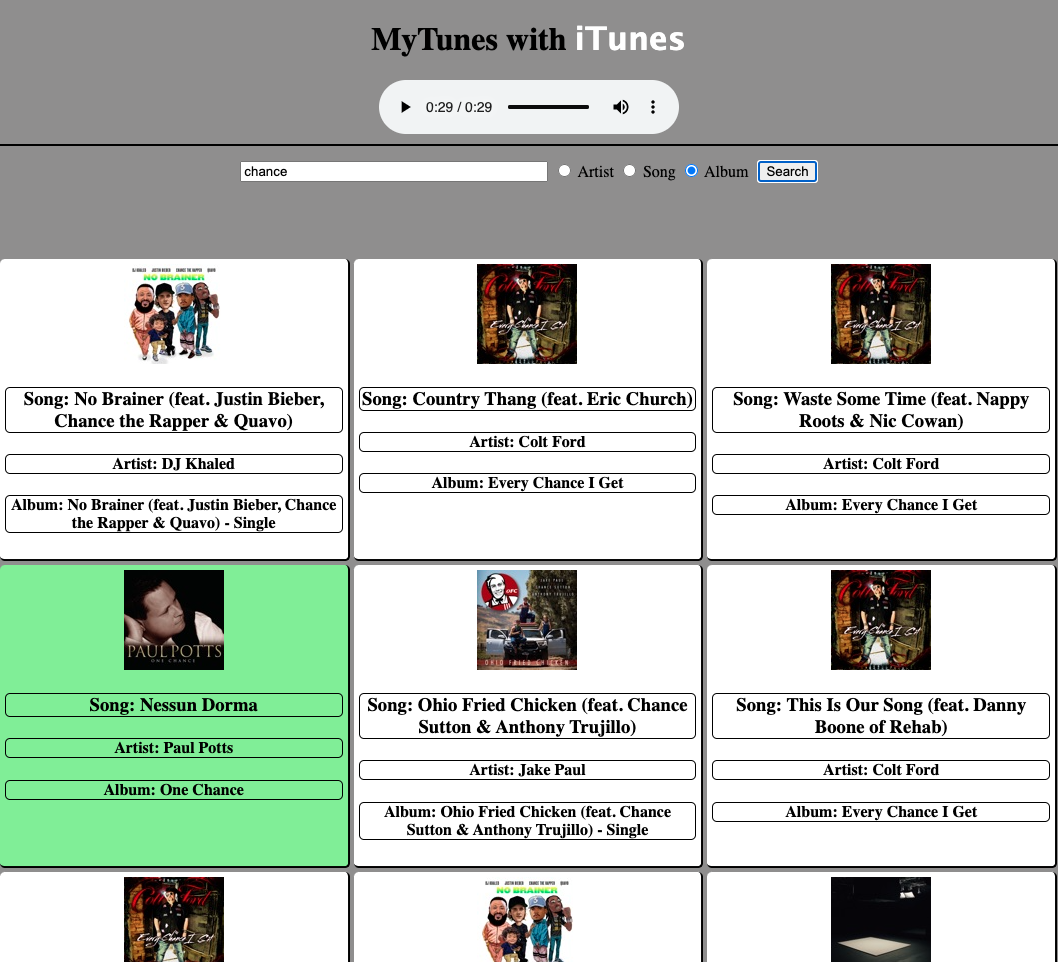 MyTunes with iTunes
0:29 / 0:29
chance Artist Song Album Search
DJ KHALED JUSTIN BIEBER CHANCE THE RAPPER QUAVO
NO BRAINER
Song: No Brainer (feat. Justin Bieber,
Chance the Rapper & Quavo)
Artist: DJ Khaled
Album: No Brainer (feat. Justin Bieber, Chance
the Rapper & Quavo) - Single
Colt Ford
Every Chance I Get
Song: Country Thang (feat. Eric Church)
Artist: Colt Ford
Album: Every Chance I Get
Colt Ford
Every Chance I Get
Song: Waste Some Time (feat. Nappy
Roots & Nic Cowan)
Artist: Colt Ford
Album: Every Chance I Get
PAUL POTTS
ONE CHANCE
Song: Nessun Dorma
Artist: Paul Potts
Album: One Chance
JAKE PAUL
CHANCE SUTTON
ANTHONY TRUJILLO
OFC
OHIO FRIED CHICKEN
Song: Ohio Fried Chicken (feat. Chance
Sutton & Anthony Trujillo)
Artist: Jake Paul
Album: Ohio Fried Chicken (feat. Chance
Sutton & Anthony Trujillo) - Single
Colt Ford
Every Chance I Get
Song: This Is Our Song (feat. Danny
Boone of Rehab)
Artist: Colt Ford
Album: Every Chance I Get
Colt Ford
Every Chance I Get
DJ KHALED JUSTIN BIEBER CHANCE THE RAPPER QUAVO
NO BRAINER